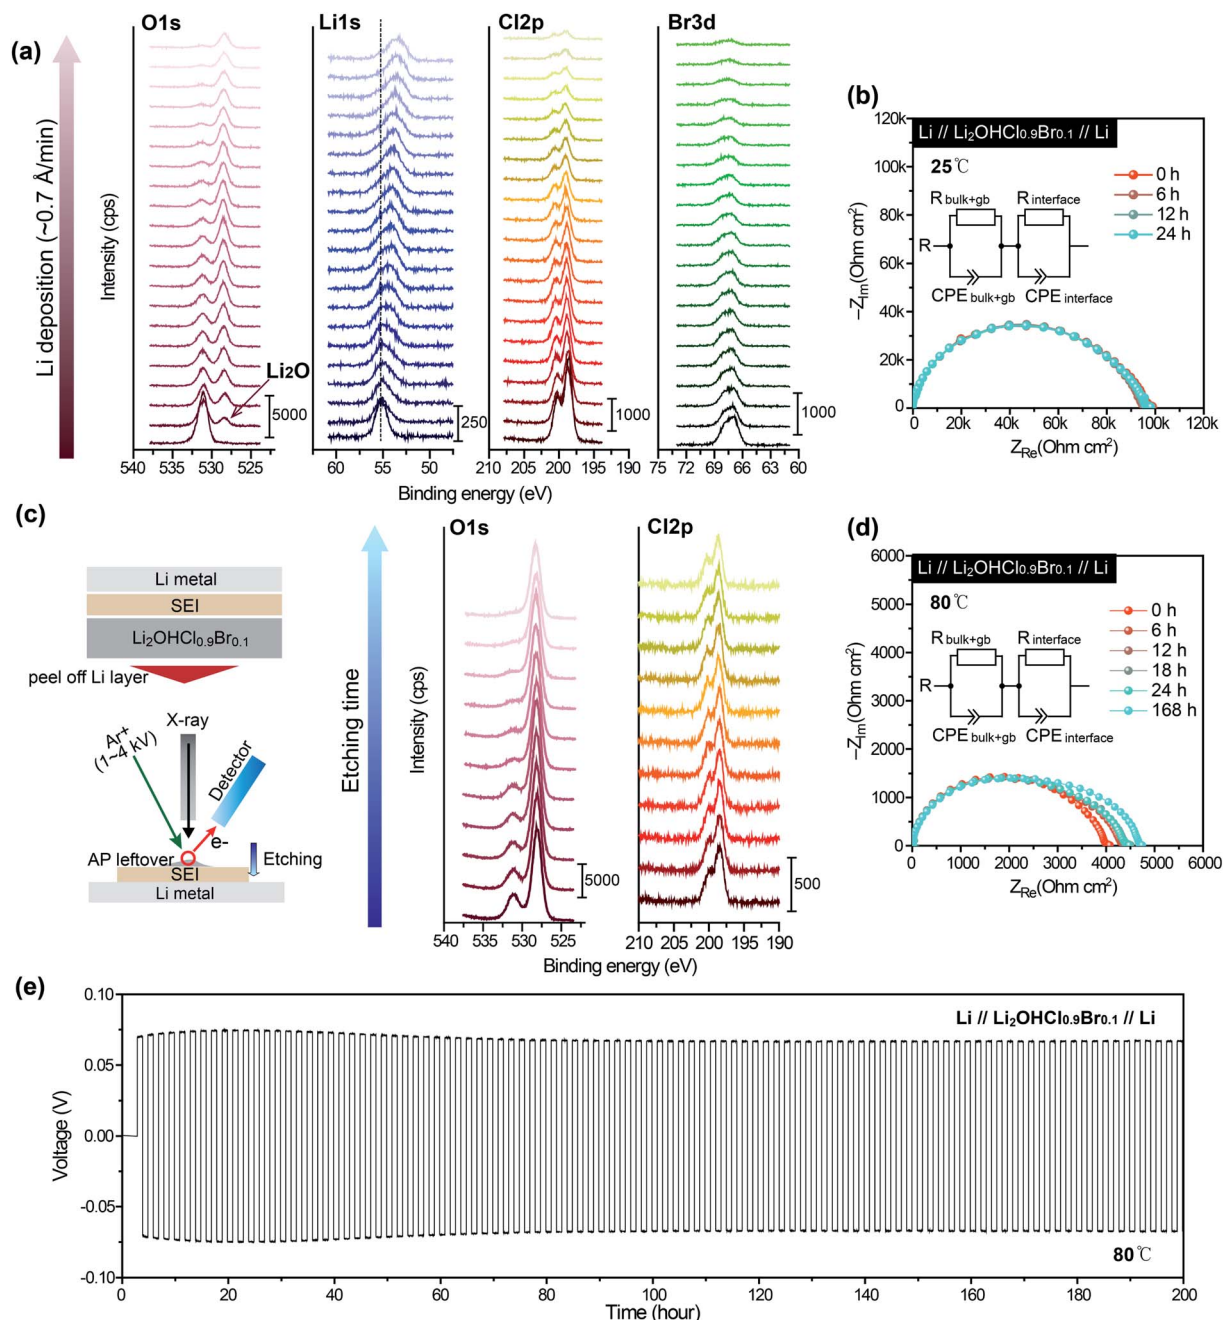 (a)
O1s
Li1s
Cl2p
Br3d
Li deposition (~0.7 Å/min)
Intensity (cps)
Li₂O
5000
250
1000
1000
540 535 530 525
60 55 50
210 205 200 195 190
75 72 69 66 63 60
Binding energy (eV)
(b)
Li // Li₂OHCl₀.₉Br₀.₁ // Li
25℃
0 h
6 h
12 h
24 h
R bulk+gb
R interface
R
CPE bulk+gb
CPE interface
−Z_Im(Ohm cm²)
120k
100k
80k
60k
40k
20k
0
0 20k 40k 60k 80k 100k 120k
Z_Re(Ohm cm²)
(c)
Li metal
SEI
Li₂OHCl₀.₉Br₀.₁
peel off Li layer
X-ray
Ar+
(1~4 kV)
Detector
e-
AP leftover
SEI
Etching
Li metal
Etching time
O1s
Cl2p
Intensity (cps)
5000
500
540 535 530 525
210 205 200 195 190
Binding energy (eV)
(d)
Li // Li₂OHCl₀.₉Br₀.₁ // Li
80℃
0 h
6 h
12 h
18 h
24 h
168 h
R bulk+gb
R interface
R
CPE bulk+gb
CPE interface
−Z_Im(Ohm cm²)
6000
5000
4000
3000
2000
1000
0
0 1000 2000 3000 4000 5000 6000
Z_Re(Ohm cm²)
(e)
Li // Li₂OHCl₀.₉Br₀.₁ // Li
80℃
Voltage (V)
0.10
0.05
0.00
-0.05
-0.10
0 20 40 60 80 100 120 140 160 180 200
Time (hour)